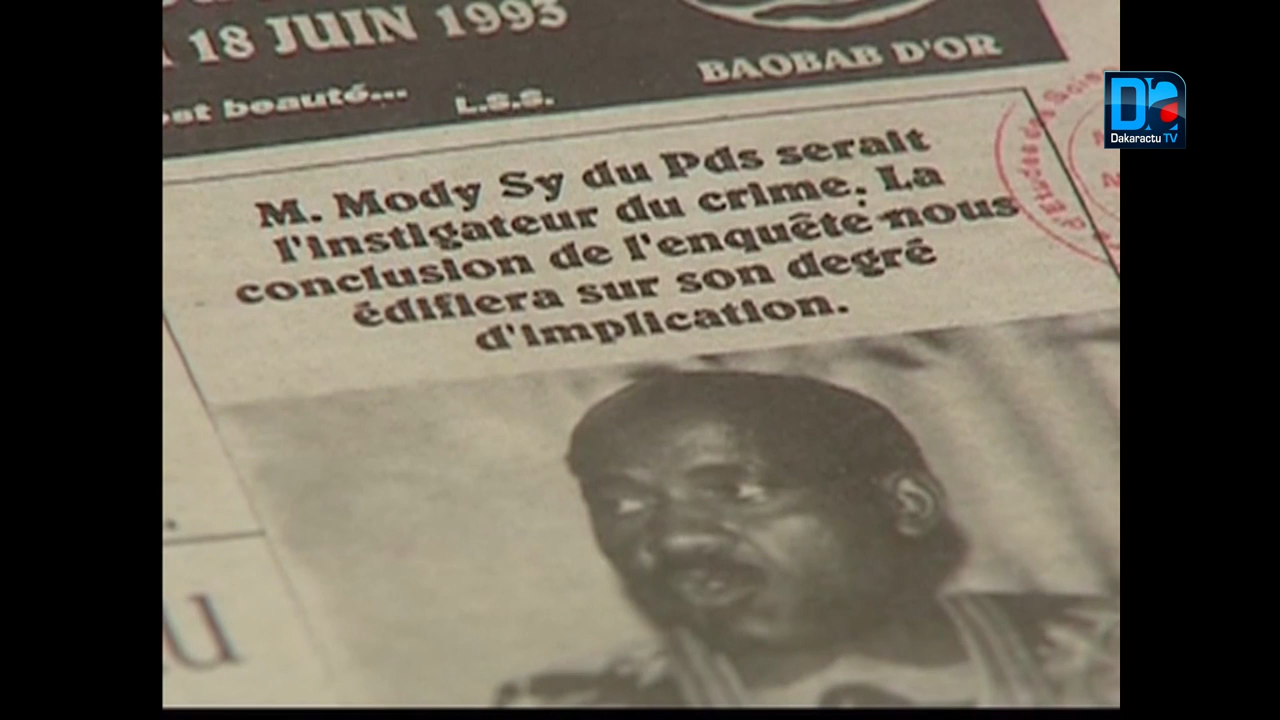 18 JUIN 1993
BAOBAB D'OR
est beauté...
L.S.S.
M. Mody Sy du Pds serait
l'instigateur du crime. La
conclusion de l'enquête nous
édifiera sur son degré
d'implication.
Dakaractu TV